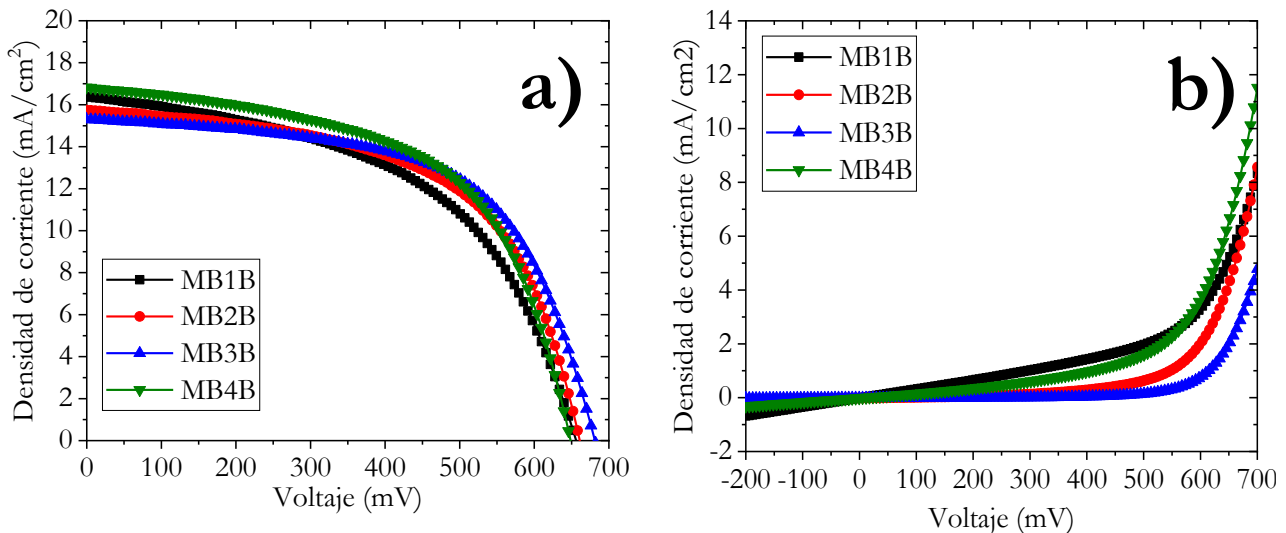 a)
Densidad de corriente (mA/cm²)
20
18
16
14
12
10
8
6
4
2
0
MB1B
MB2B
MB3B
MB4B
0 100 200 300 400 500 600 700
Voltaje (mV)
b)
Densidad de corriente (mA/cm2)
14
12
10
8
6
4
2
0
-2
MB1B
MB2B
MB3B
MB4B
-200 -100 0 100 200 300 400 500 600 700
Voltaje (mV)